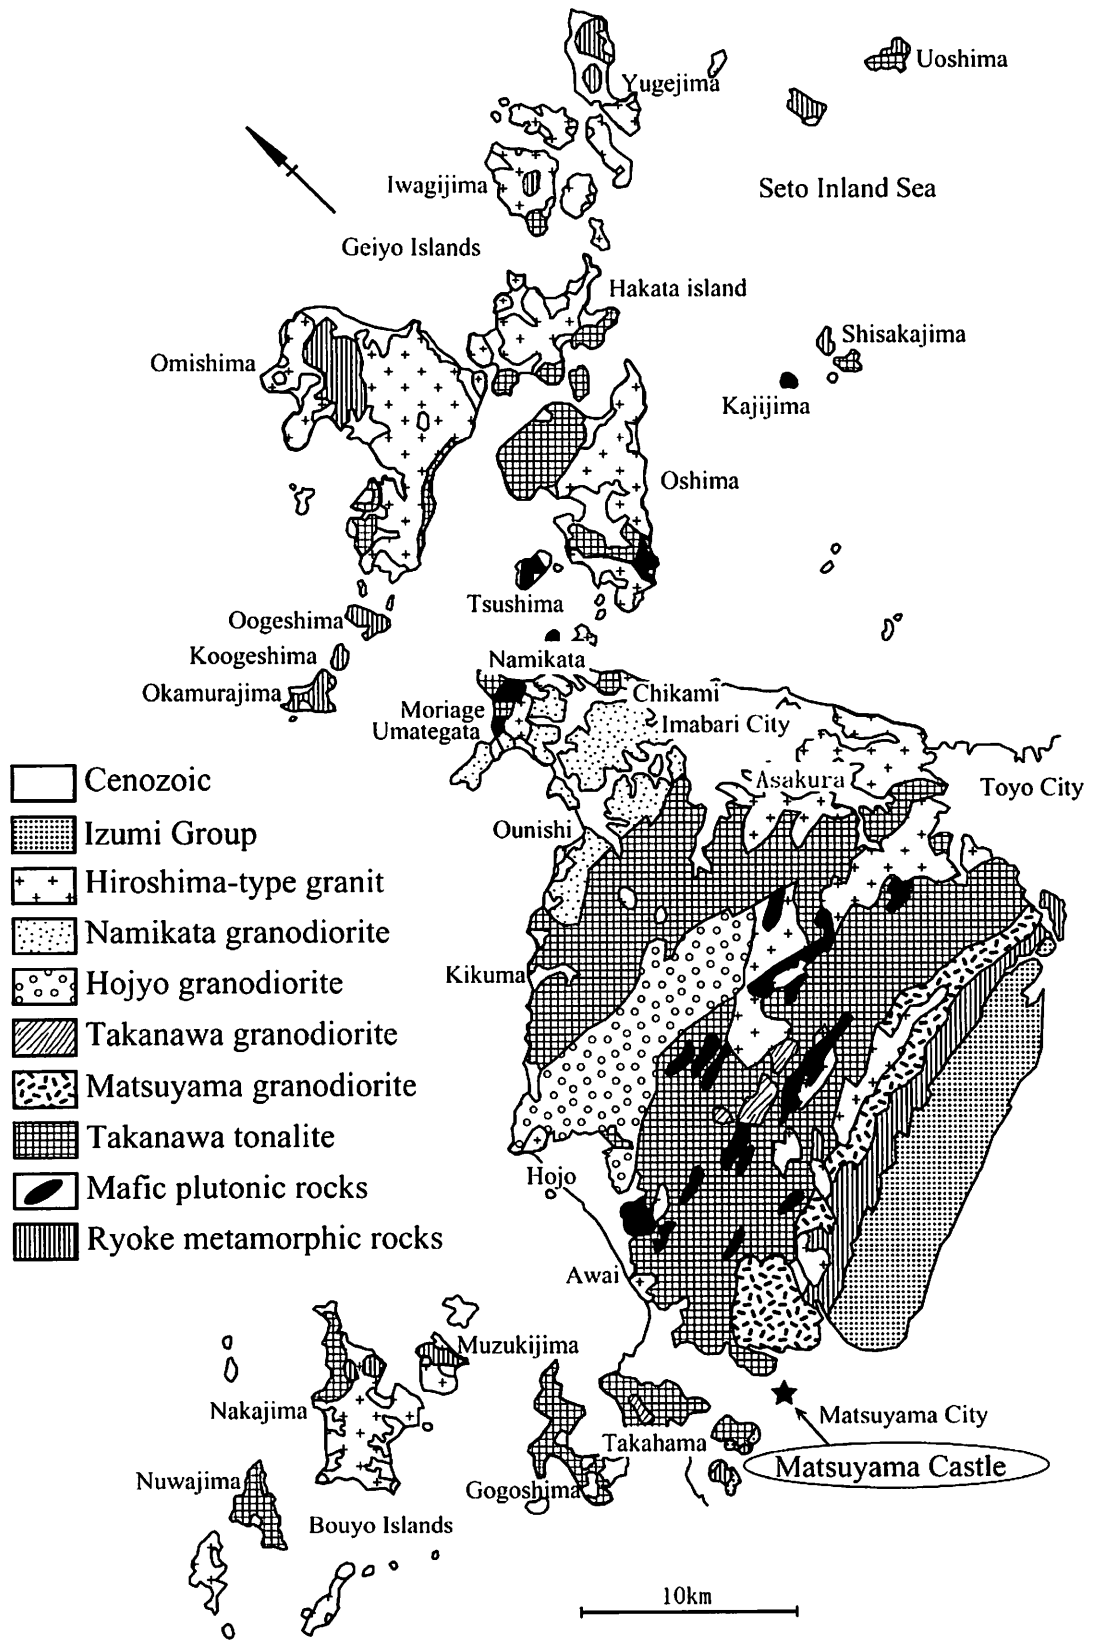 Uoshima
Yugejima
Iwagijima
Seto Inland Sea
Geiyo Islands
Hakata island
Shisakajima
Omishima
Kajijima
Oshima
Tsushima
Oogeshima
Koogeshima
Namikata
Okamurajima
Chikami
Moriage
Imabari City
Umategata
Asakura
Toyo City
Ounishi
Kikuma
Hojo
Awai
Cenozoic
Izumi Group
Hiroshima-type granit
Namikata granodiorite
Hojyo granodiorite
Takanawa granodiorite
Matsuyama granodiorite
Takanawa tonalite
Mafic plutonic rocks
Ryoke metamorphic rocks
Muzukijima
Nakajima
Matsuyama City
Takahama
Matsuyama Castle
Nuwajima
Gogoshima
Bouyo Islands
10km